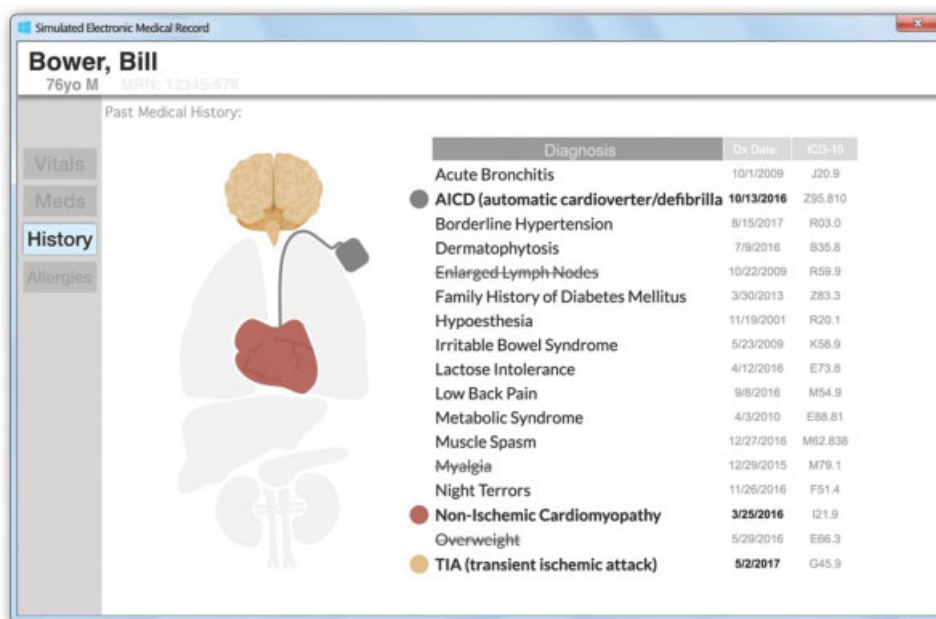 Simulated Electronic Medical Record
Bower, Bill
76yo M MRN: 12345-678
Past Medical History:
Vitals
Meds
History
Allergies
Diagnosis Dx Date: ICD-10
Acute Bronchitis 10/1/2009 J20.9
AICD (automatic cardioverter/defibrilla 10/13/2016 Z95.810
Borderline Hypertension 8/15/2017 R03.0
Dermatophytosis 7/9/2016 B35.8
Enlarged Lymph Nodes 10/22/2009 R59.9
Family History of Diabetes Mellitus 3/30/2013 Z83.3
Hypoesthesia 11/19/2001 R20.1
Irritable Bowel Syndrome 5/23/2009 K58.9
Lactose Intolerance 4/12/2016 E73.8
Low Back Pain 9/8/2016 M54.9
Metabolic Syndrome 4/3/2010 E88.81
Muscle Spasm 12/27/2016 M62.838
Myalgia 12/29/2015 M79.1
Night Terrors 11/26/2016 F51.4
Non-Ischemic Cardiomyopathy 3/25/2016 I21.9
Overweight 5/29/2016 E66.3
TIA (transient ischemic attack) 5/2/2017 G45.9